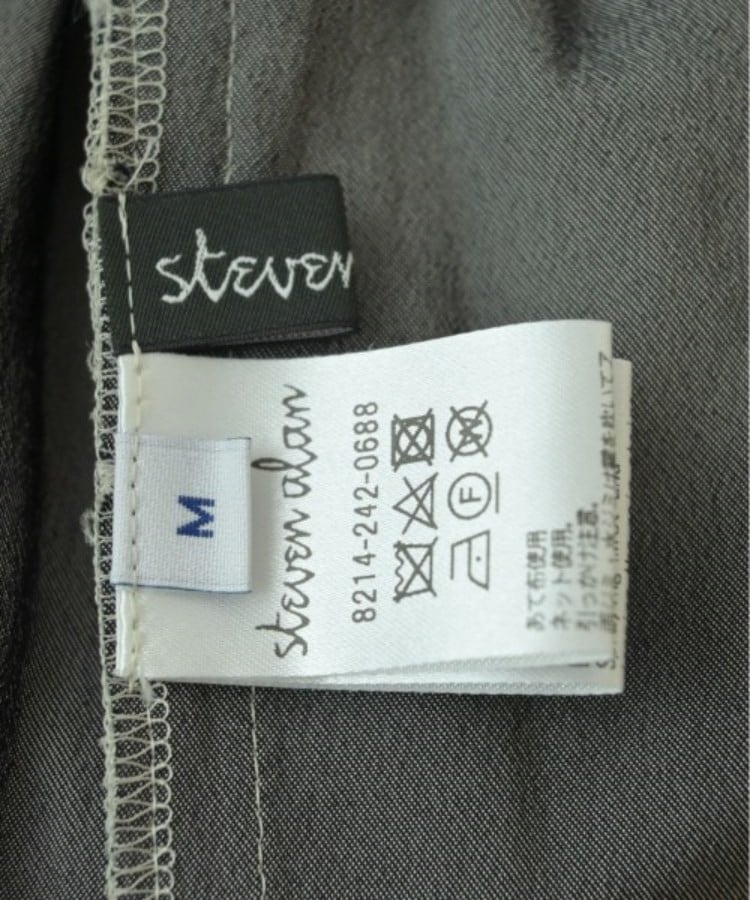 steven
M
steven alan
8214-242-0688
F
W
あて布使用
ネット使用。
引っかけ注意。